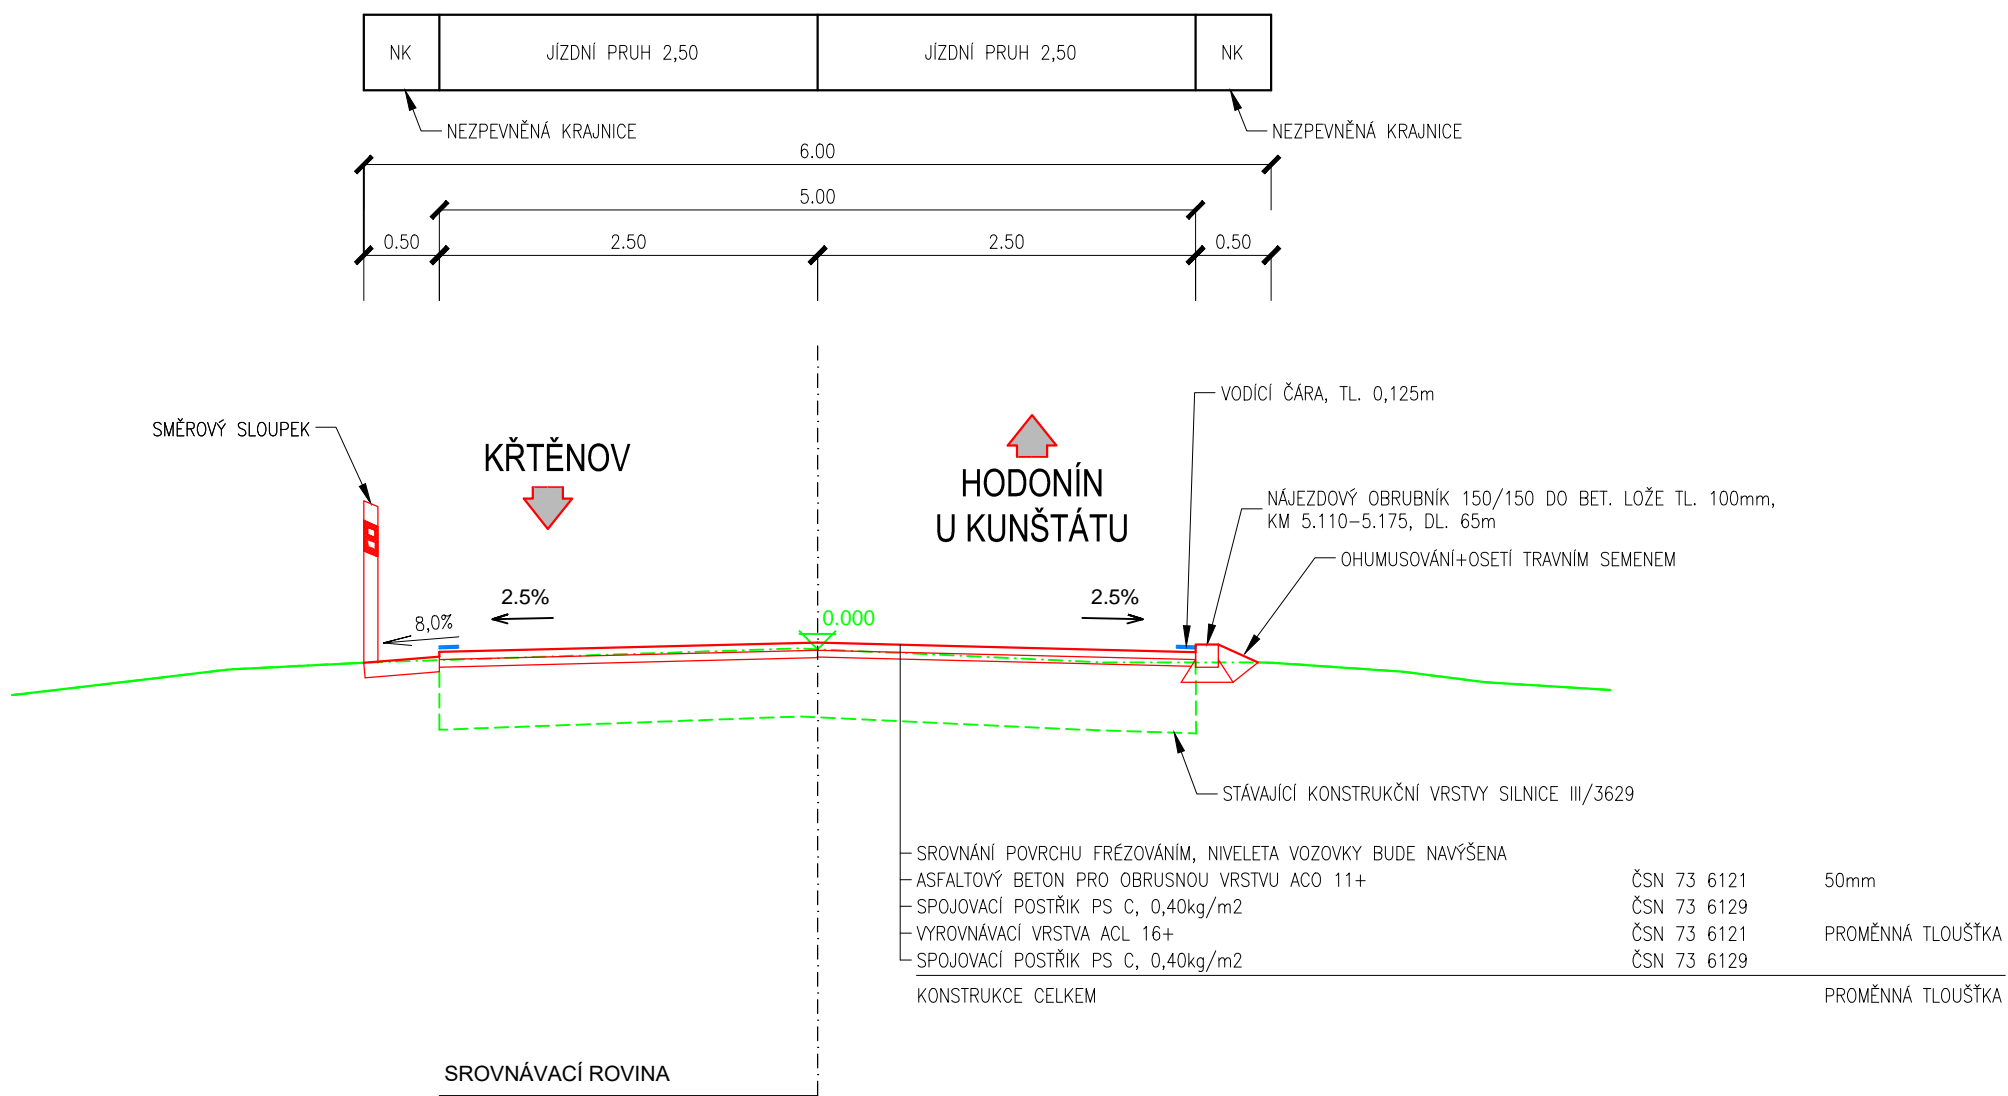 NK
JÍZDNÍ PRUH 2,50
JÍZDNÍ PRUH 2,50
NK
NEZPEVNĚNÁ KRAJNICE
NEZPEVNĚNÁ KRAJNICE
6.00
5.00
0.50
2.50
2.50
0.50
VODÍCÍ ČÁRA, TL. 0,125m
SMĚROVÝ SLOUPEK
KŘTĚNOV
HODONÍN
U KUNŠTÁTU
NÁJEZDOVÝ OBRUBNÍK 150/150 DO BET. LOŽE TL. 100mm,
KM 5.110-5.175, DL. 65m
OHUMUSOVÁNÍ+OSETÍ TRAVNÍM SEMENEM
2.5%
2.5%
8,0%
0.000
STÁVAJÍCÍ KONSTRUKČNÍ VRSTVY SILNICE III/3629
SROVNÁNÍ POVRCHU FRÉZOVÁNÍM, NIVELETA VOZOVKY BUDE NAVÝŠENA
ASFALTOVÝ BETON PRO OBRUSNOU VRSTVU ACO 11+ ČSN 73 6121 50mm
SPOJOVACÍ POSTŘIK PS C, 0,40kg/m2 ČSN 73 6129
VYROVNÁVACÍ VRSTVA ACL 16+ ČSN 73 6121 PROMĚNNÁ TLOUŠŤKA
SPOJOVACÍ POSTŘIK PS C, 0,40kg/m2 ČSN 73 6129
KONSTRUKCE CELKEM PROMĚNNÁ TLOUŠŤKA
SROVNÁVACÍ ROVINA